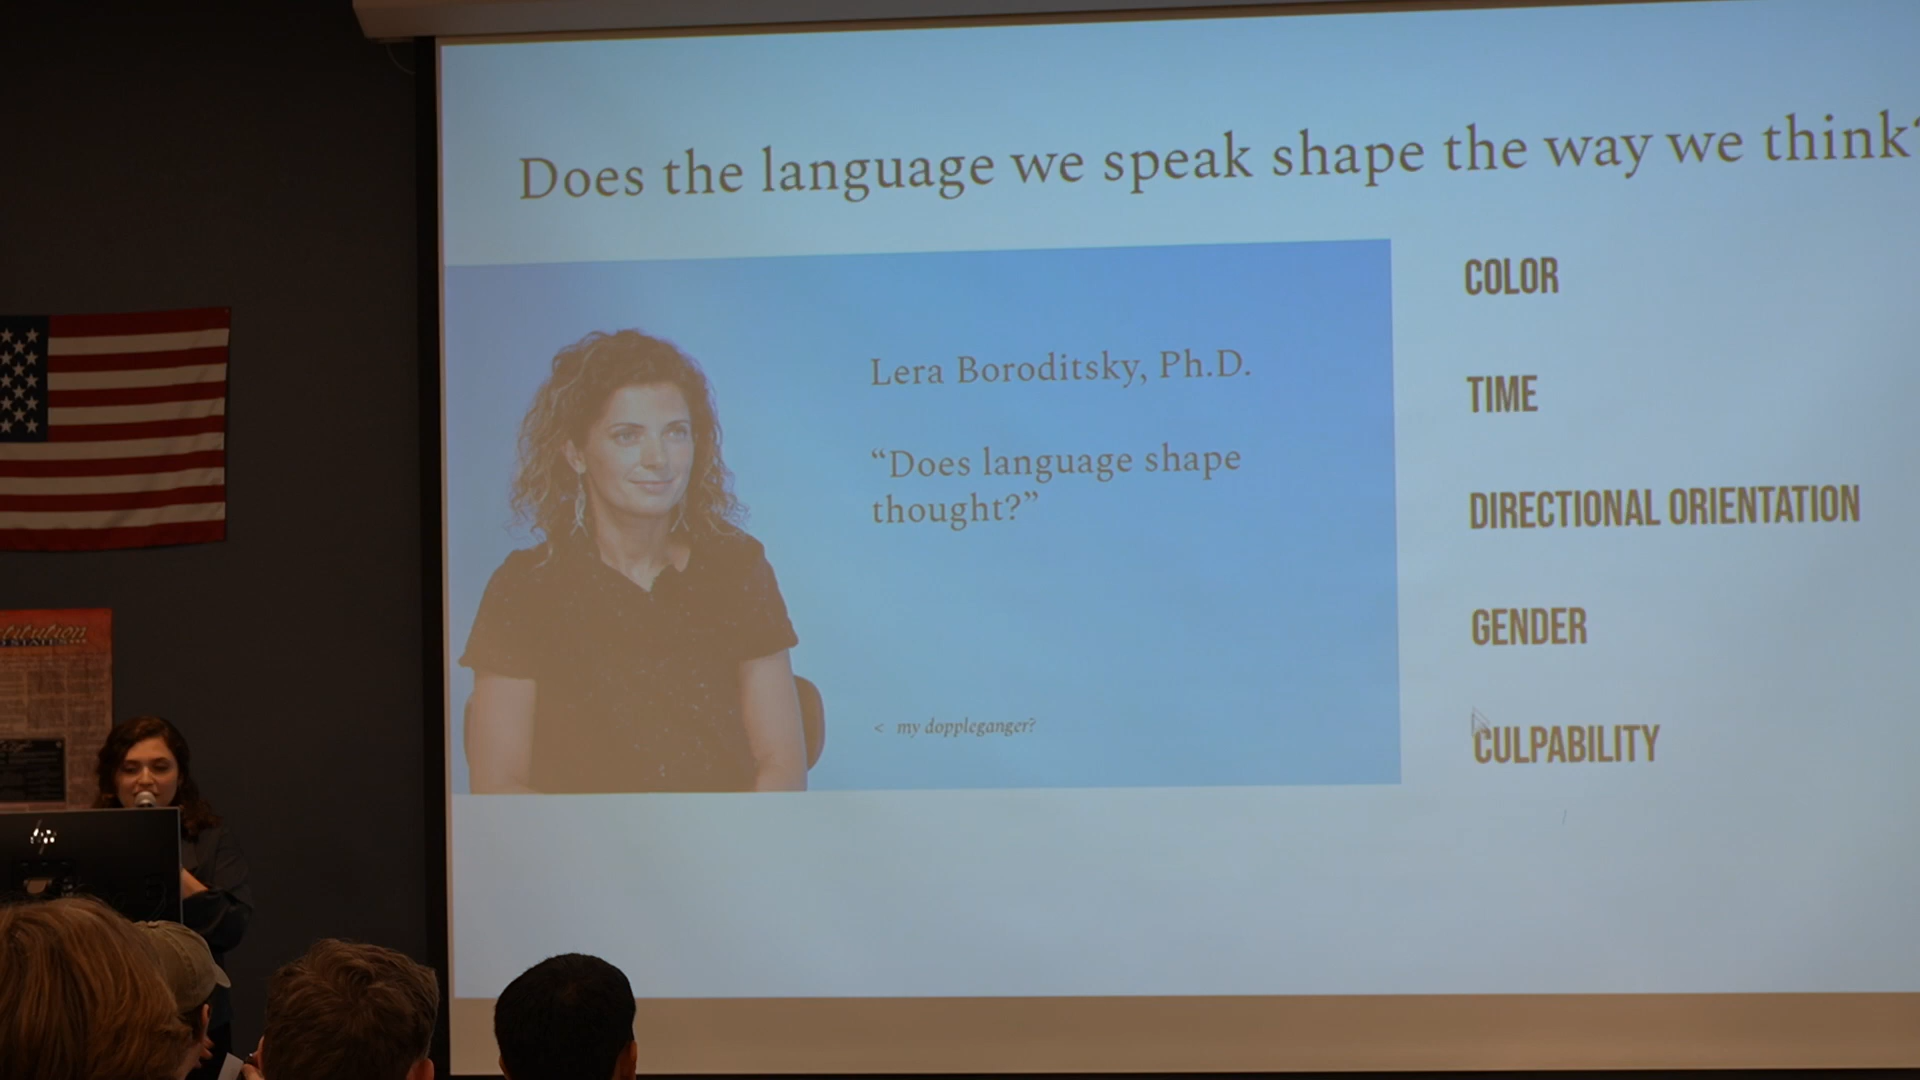 Does the language we speak shape the way we think?
Lera Boroditsky, Ph.D.
“Does language shape
thought?”
< my doppleganger?
COLOR
TIME
DIRECTIONAL ORIENTATION
GENDER
CULPABILITY
hp